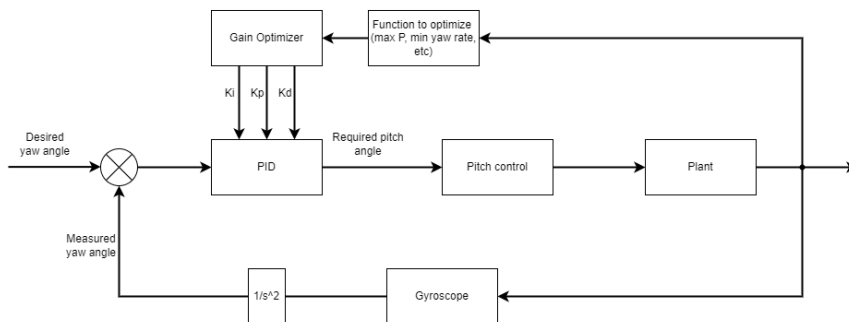 Gain Optimizer
Function to optimize
(max P, min yaw rate,
etc)
Ki
Kp
Kd
Desired
yaw angle
PID
Required pitch
angle
Pitch control
Plant
Measured
yaw angle
1/s^2
Gyroscope